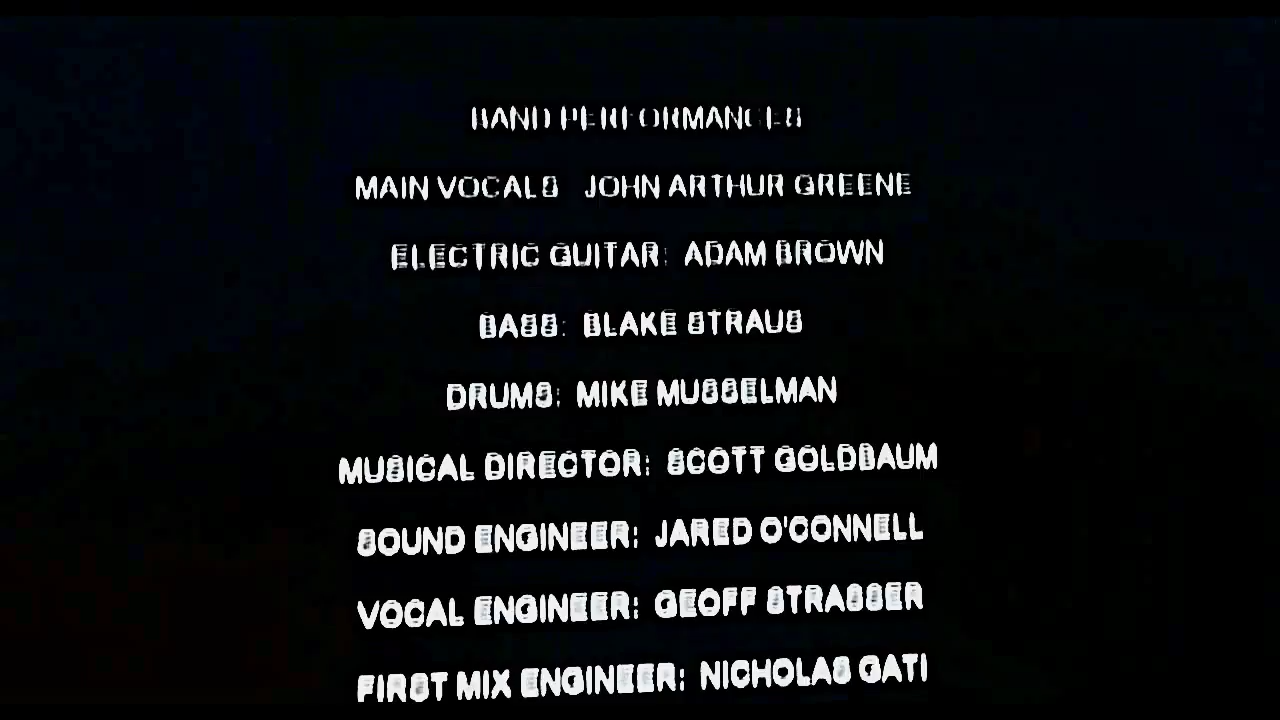 BAND PERFORMANCES
MAIN VOCALS JOHN ARTHUR GREENE
ELECTRIC GUITAR: ADAM BROWN
BASS: BLAKE STRAUS
DRUMS: MIKE MUSSELMAN
MUSICAL DIRECTOR: SCOTT GOLDBAUM
SOUND ENGINEER: JARED O'CONNELL
VOCAL ENGINEER: GEOFF STRASSER
FIRST MIX ENGINEER: NICHOLAS GATI